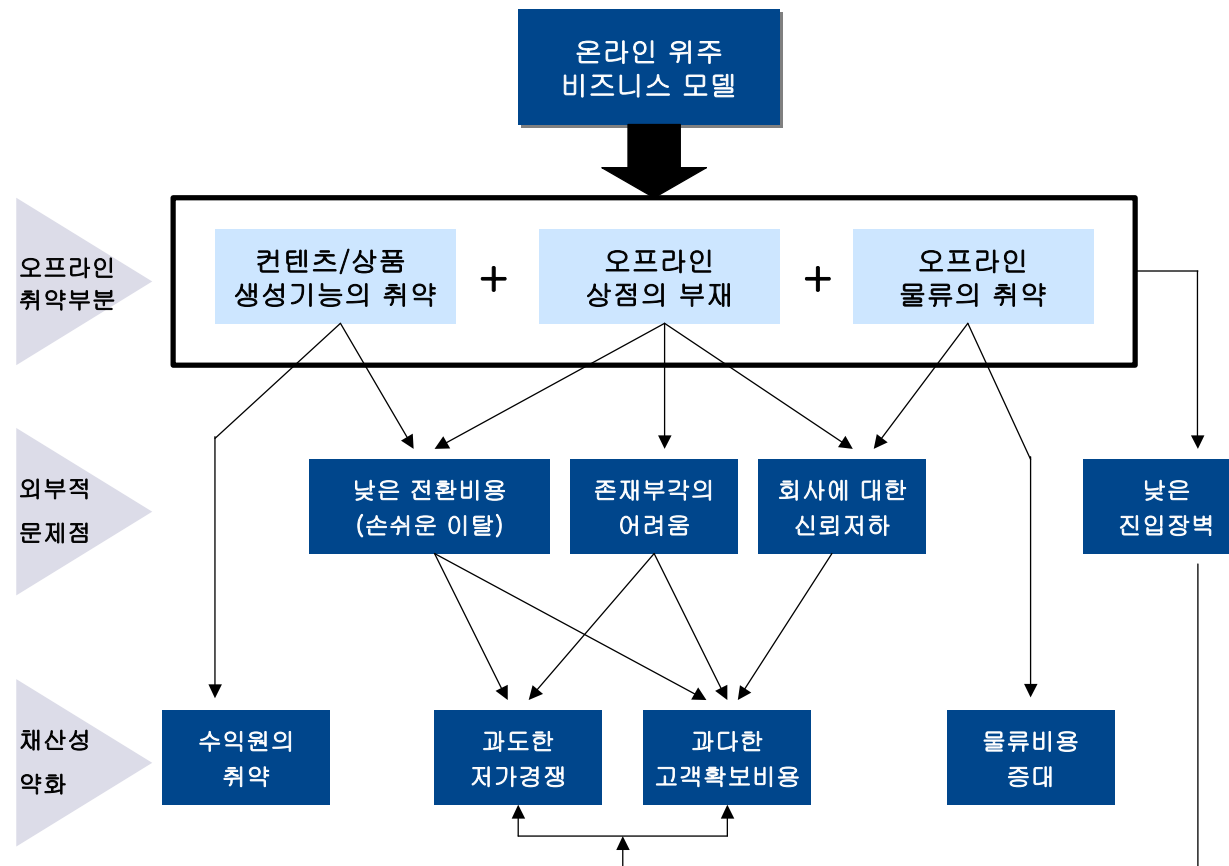 온라인 위주
비즈니스 모델
오프라인
취약부분
컨텐츠/상품
생성기능의 취약
+
오프라인
상점의 부재
+
오프라인
물류의 취약
외부적
문제점
낮은 전환비용
(손쉬운 이탈)
존재부각의
어려움
회사에 대한
신뢰저하
낮은
진입장벽
채산성
약화
수익원의
취약
과도한
저가경쟁
과다한
고객확보비용
물류비용
증대